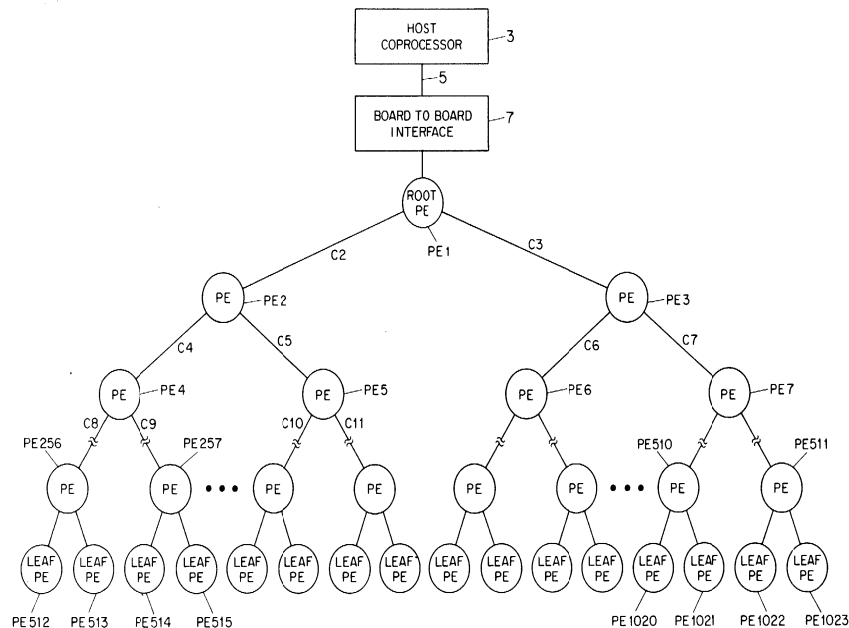 HOST
COPROCESSOR
3
5
BOARD TO BOARD
INTERFACE
7
ROOT
PE
PE1
C2
C3
PE
PE2
PE
PE3
C4
C5
C6
C7
PE
PE4
PE
PE5
PE
PE6
PE
PE7
C8
C9
C10
C11
PE256
PE257
PE510
PE511
PE
PE
•••
PE
PE
PE
PE
•••
PE
PE
LEAF
PE
LEAF
PE
LEAF
PE
LEAF
PE
LEAF
PE
LEAF
PE
LEAF
PE
LEAF
PE
LEAF
PE
LEAF
PE
LEAF
PE
LEAF
PE
LEAF
PE
LEAF
PE
LEAF
PE
LEAF
PE
PE512
PE513
PE514
PE515
PE1020
PE1021
PE1022
PE1023